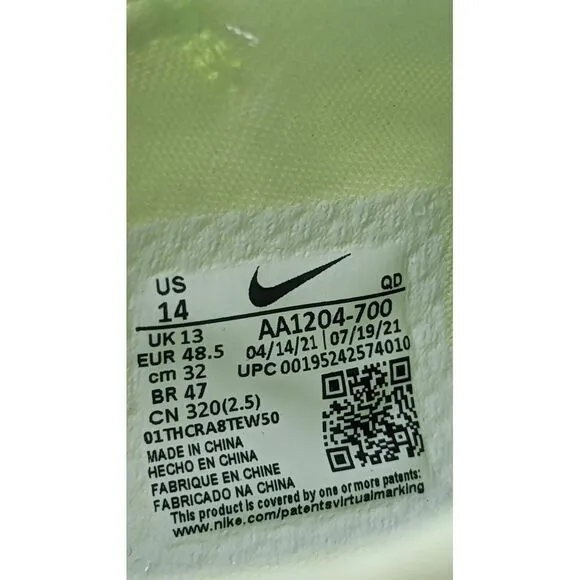 US
14
QD
UK 13
EUR 48.5
cm 32
BR 47
CN 320(2.5)
AA1204-700
04/14/21 | 07/19/21
UPC 00195242574010
01THCRA8TEW50
MADE IN CHINA
HECHO EN CHINA
FABRIQUE EN CHINE
FABRICADO NA CHINA
This product is covered by one or more patents:
www.nike.com/patentsvirtualmarking